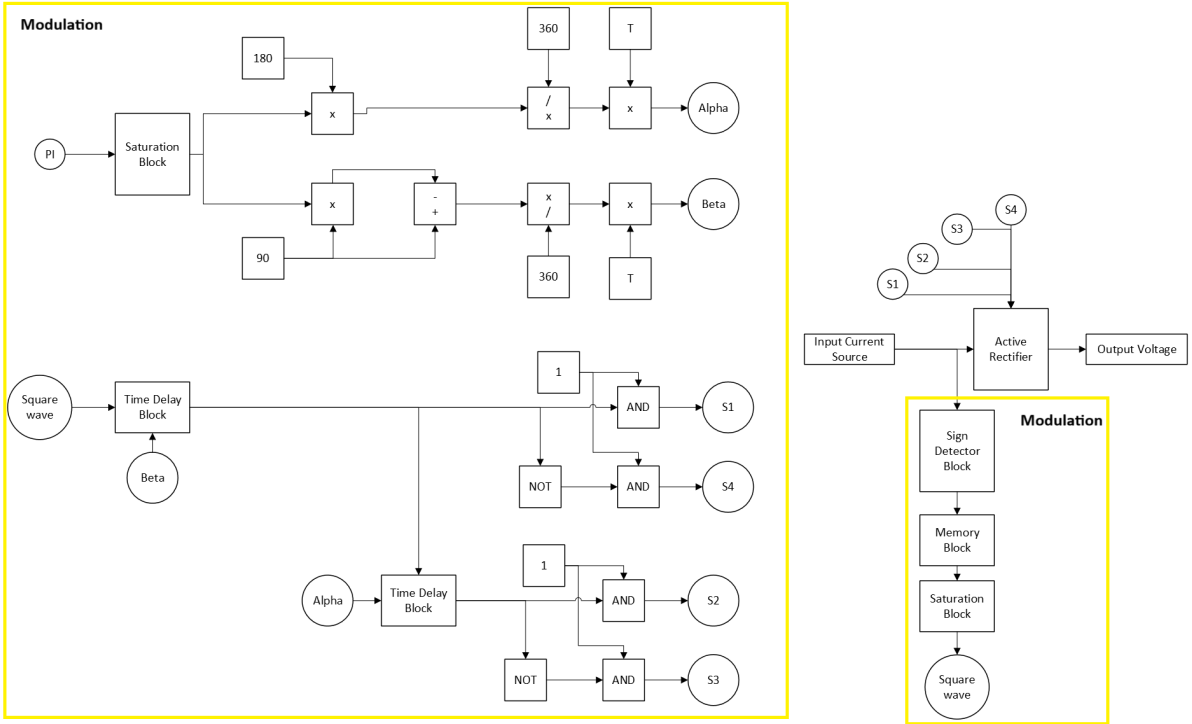 Modulation
180
360
T
x
/
x
x
Alpha
PI
Saturation
Block
x
-
+
x
/
x
Beta
90
360
T
Square
wave
Time Delay
Block
Beta
1
AND
S1
NOT
AND
S4
Alpha
Time Delay
Block
1
AND
S2
NOT
AND
S3
S4
S3
S2
S1
Input Current
Source
Active
Rectifier
Output Voltage
Modulation
Sign
Detector
Block
Memory
Block
Saturation
Block
Square
wave